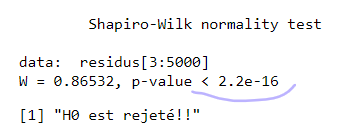 Shapiro-Wilk normality test
data:  residus[3:5000]
W = 0.86532, p-value < 2.2e-16
[1] "H0 est rejeté!!"